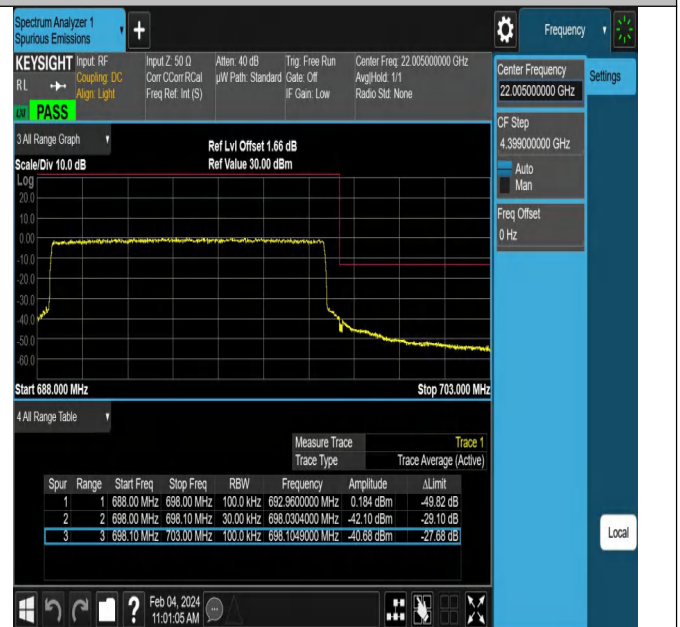 Spectrum Analyzer 1
Spurious Emissions
+
Frequency
KEYSIGHT
RL
Input: RF
Coupling: DC
Align: Light
Input Z: 50 Ω
Corr CCorr RCal
Freq Ref: Int (S)
Atten: 40 dB
µW Path: Standard
Trig: Free Run
Gate: Off
IF Gain: Low
Center Freq: 22.005000000 GHz
Avg|Hold: 1/1
Radio Std: None
PASS
Center Frequency
22.005000000 GHz
Settings
CF Step
4.399000000 GHz
Auto
Man
Freq Offset
0 Hz
3 All Range Graph
Ref Lvl Offset 1.66 dB
Scale/Div 10.0 dB
Ref Value 30.00 dBm
Log
20.0
10.0
0.00
-10.0
-20.0
-30.0
-40.0
-50.0
-60.0
Start 688.000 MHz
Stop 703.000 MHz
4 All Range Table
Measure Trace Trace 1
Trace Type Trace Average (Active)
Spur Range Start Freq Stop Freq RBW Frequency Amplitude ΔLimit
1 1 688.00 MHz 698.00 MHz 100.0 kHz 692.9600000 MHz 0.184 dBm -49.82 dB
2 2 698.00 MHz 698.10 MHz 30.00 kHz 698.0304000 MHz -42.10 dBm -29.10 dB
3 3 698.10 MHz 703.00 MHz 100.0 kHz 698.1049000 MHz -40.68 dBm -27.68 dB
Local
?
Feb 04, 2024
11:01:05 AM